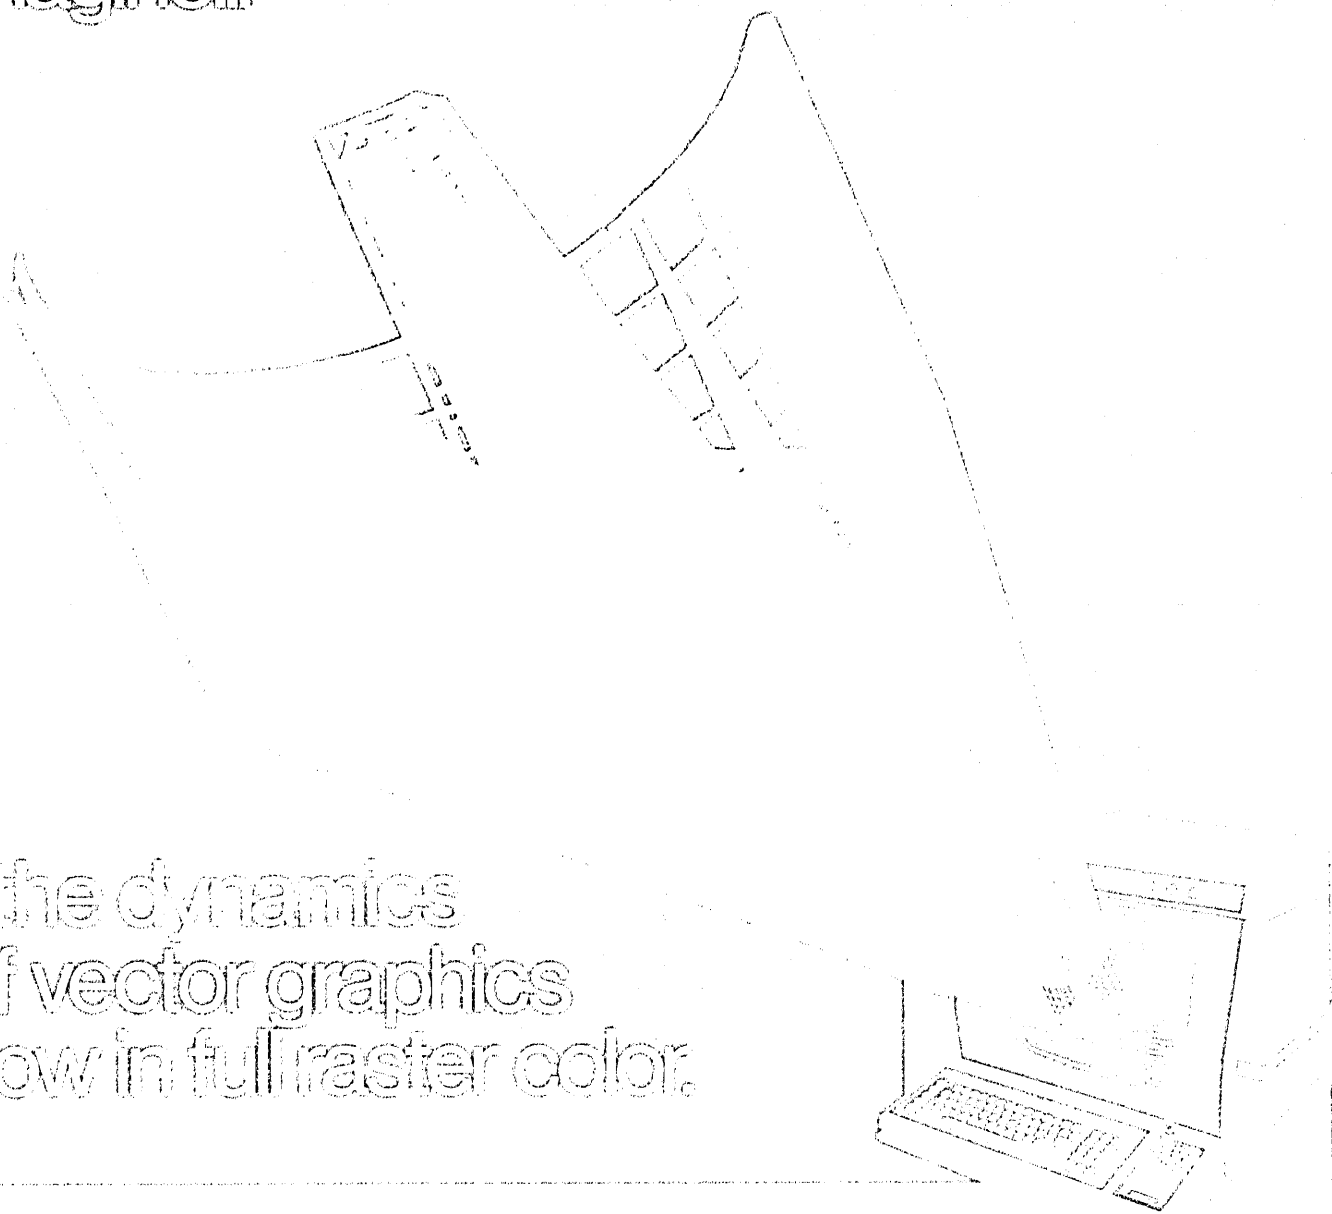 the dynamics
f vector graphics
ow in full raster color.